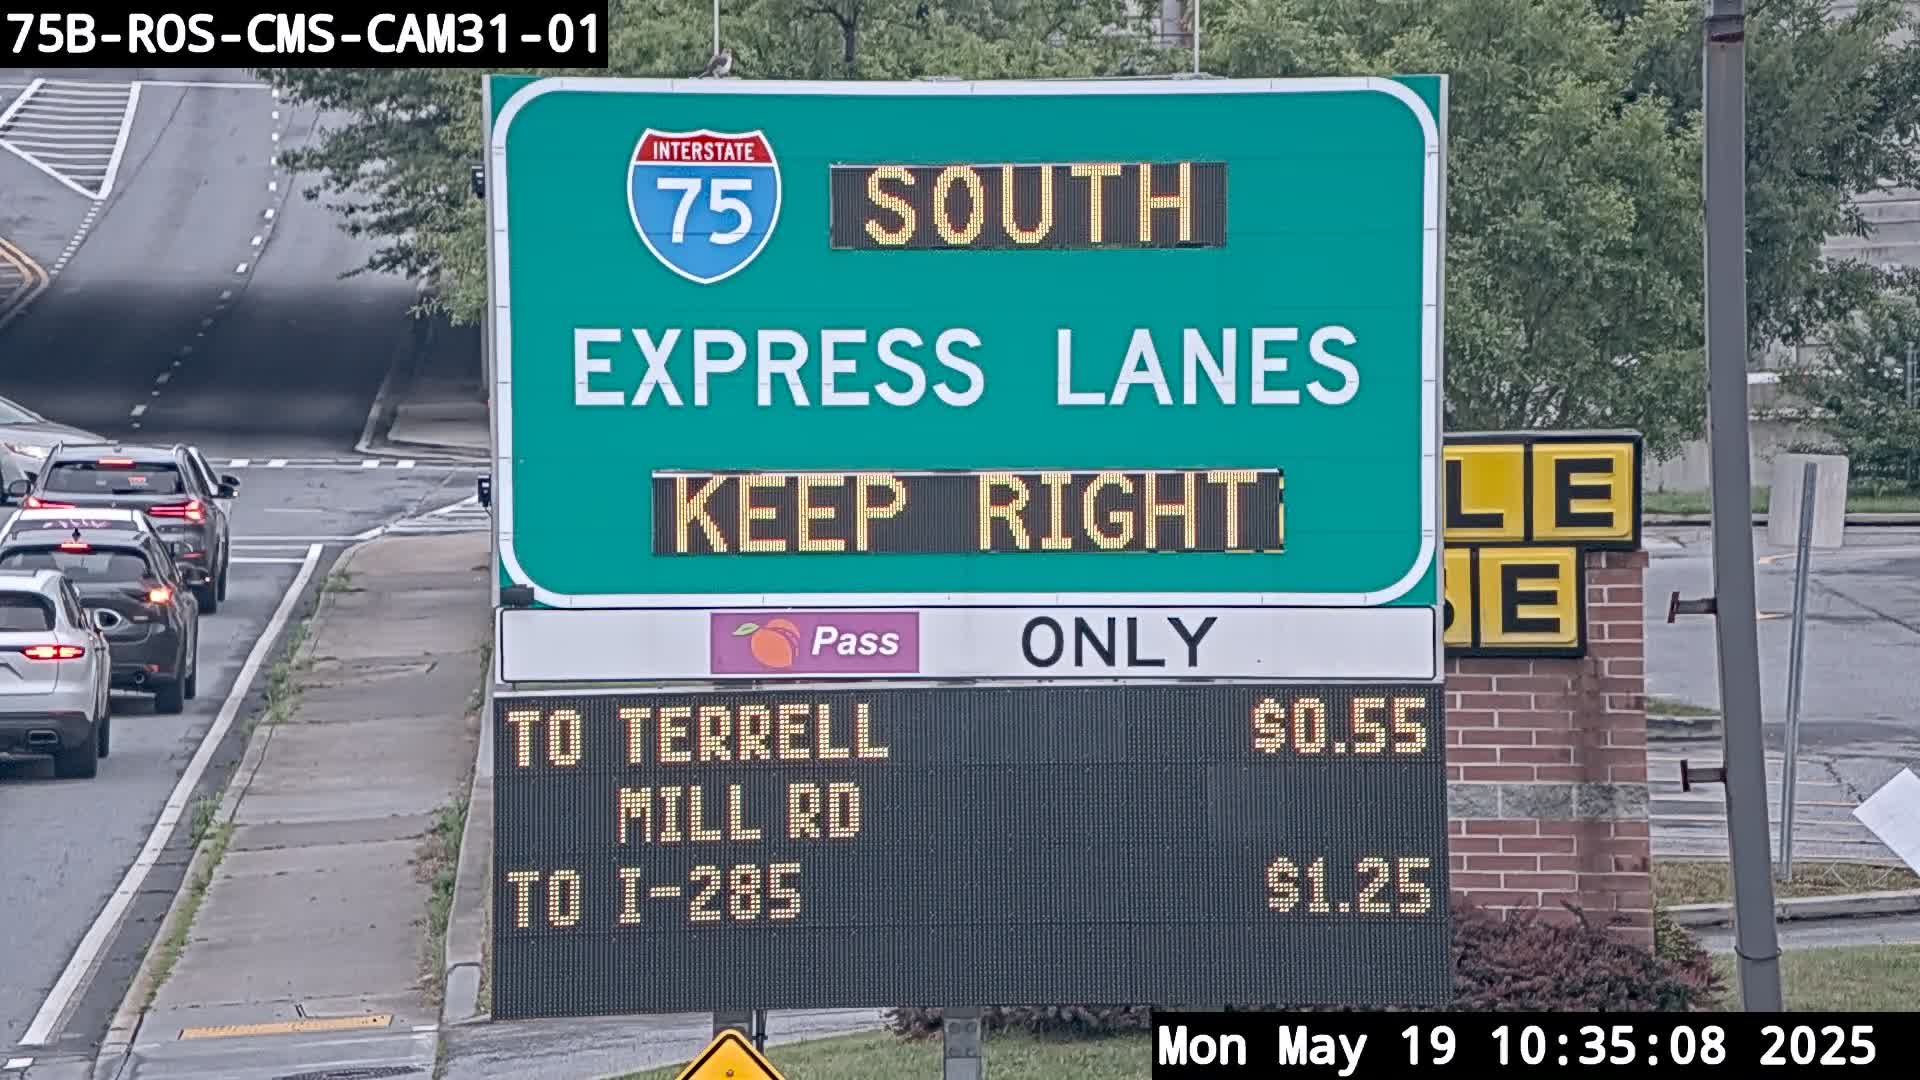 75B-ROS-CMS-CAM31-01
INTERSTATE
75
SOUTH
EXPRESS LANES
KEEP RIGHT
LE
E
Pass ONLY
TO TERRELL $0.55
MILL RD
TO I-285 $1.25
Mon May 19 10:35:08 2025